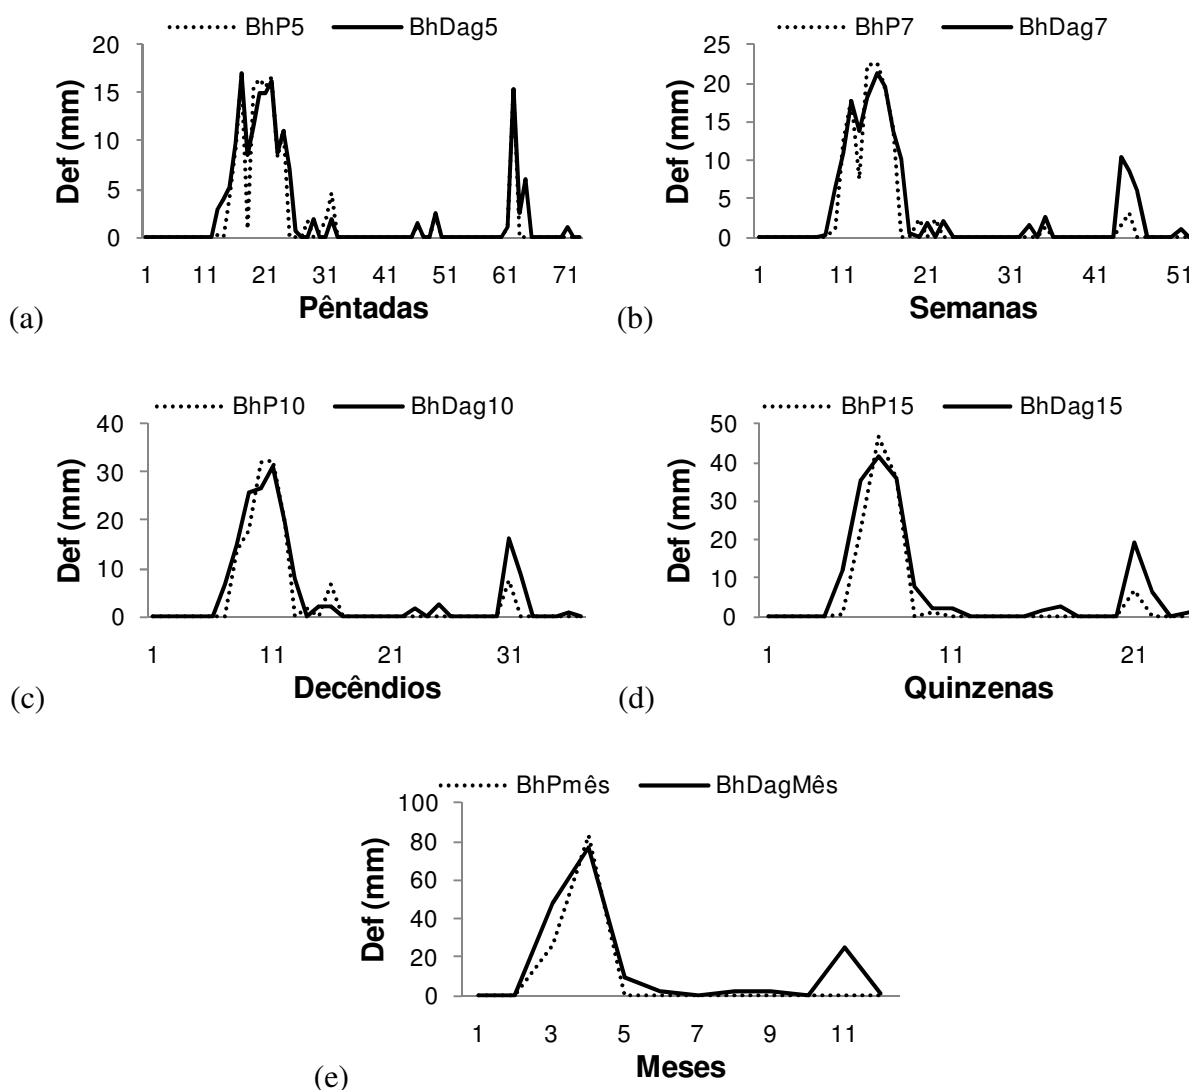 BhP5 BhDag5
20
15
10
5
0
Def (mm)
1 11 21 31 41 51 61 71
Pêntadas
(a)
BhP7 BhDag7
25
20
15
10
5
0
Def (mm)
1 11 21 31 41 51
Semanas
(b)
BhP10 BhDag10
40
30
20
10
0
Def (mm)
1 11 21 31
Decêndios
(c)
BhP15 BhDag15
50
40
30
20
10
0
Def (mm)
1 11 21
Quinzenas
(d)
BhPmês BhDagMês
100
80
60
40
20
0
Def (mm)
1 3 5 7 9 11
Meses
(e)